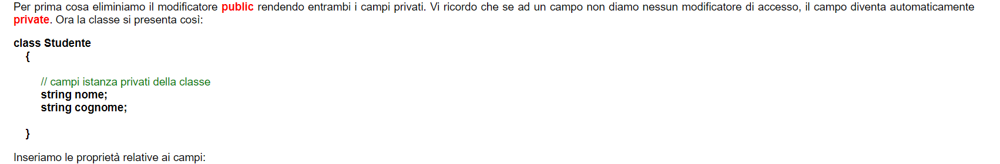 Per prima cosa eliminiamo il modificatore public rendendo entrambi i campi privati. Vi ricordo che se ad un campo non diamo nessun modificatore di accesso, il campo diventa automaticamente
private. Ora la classe si presenta così:
class Studente
{
// campi istanza privati della classe
string nome;
string cognome;
}
Inseriamo le proprietà relative ai campi: